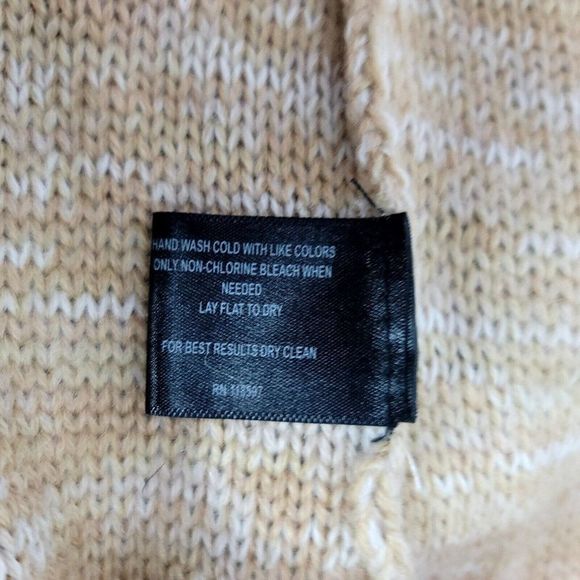 HAND WASH COLD WITH LIKE COLORS
ONLY NON-CHLORINE BLEACH WHEN
NEEDED
LAY FLAT TO DRY
FOR BEST RESULTS DRY CLEAN
RN